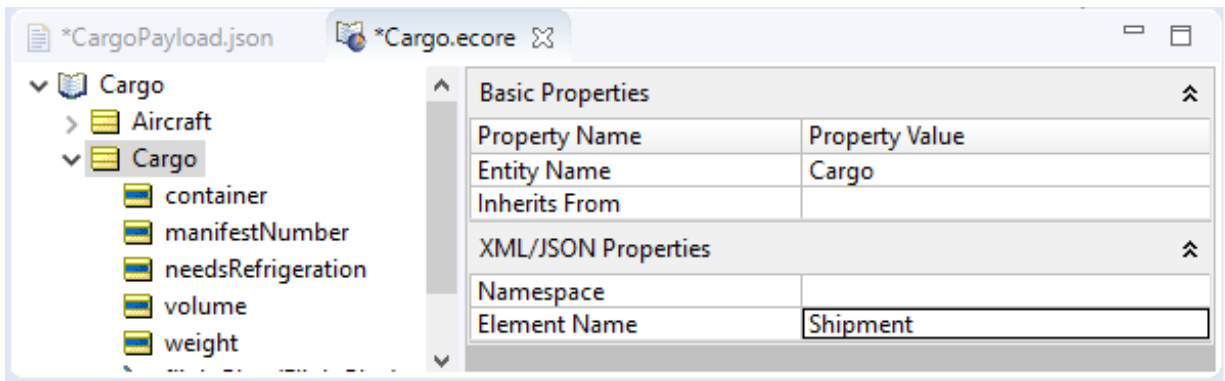 *CargoPayload.json
*Cargo.ecore
Cargo
Aircraft
Cargo
container
manifestNumber
needsRefrigeration
volume
weight
Basic Properties
Property Name Property Value
Entity Name Cargo
Inherits From
XML/JSON Properties
Namespace
Element Name Shipment